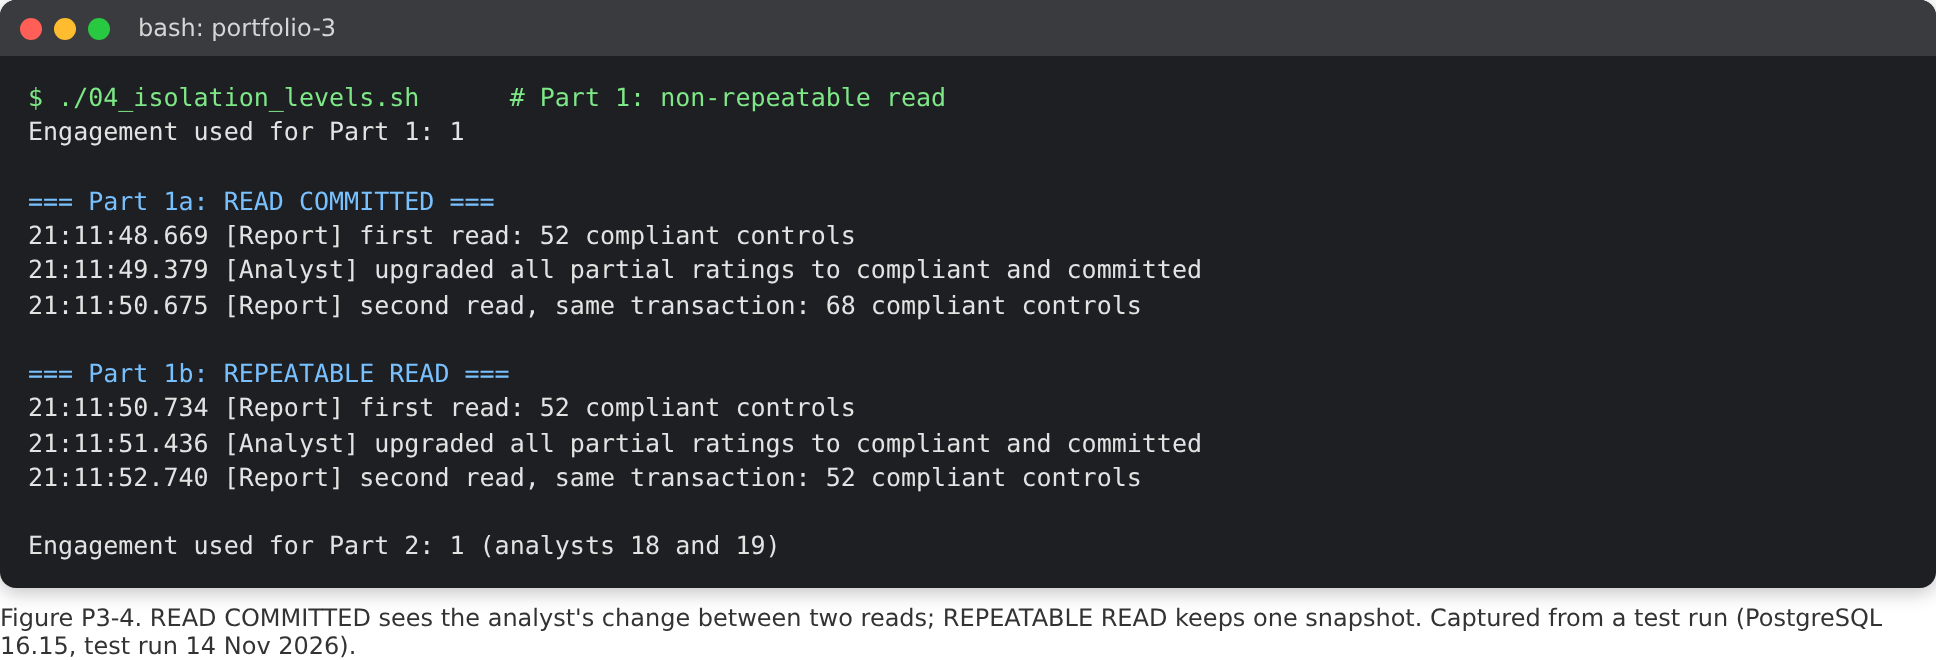 bash: portfolio-3
$ ./04_isolation_levels.sh      # Part 1: non-repeatable read
Engagement used for Part 1: 1
=== Part 1a: READ COMMITTED ===
21:11:48.669 [Report] first read: 52 compliant controls
21:11:49.379 [Analyst] upgraded all partial ratings to compliant and committed
21:11:50.675 [Report] second read, same transaction: 68 compliant controls
=== Part 1b: REPEATABLE READ ===
21:11:50.734 [Report] first read: 52 compliant controls
21:11:51.436 [Analyst] upgraded all partial ratings to compliant and committed
21:11:52.740 [Report] second read, same transaction: 52 compliant controls
Engagement used for Part 2: 1 (analysts 18 and 19)
Figure P3-4. READ COMMITTED sees the analyst's change between two reads; REPEATABLE READ keeps one snapshot. Captured from a test run (PostgreSQL
16.15, test run 14 Nov 2026).